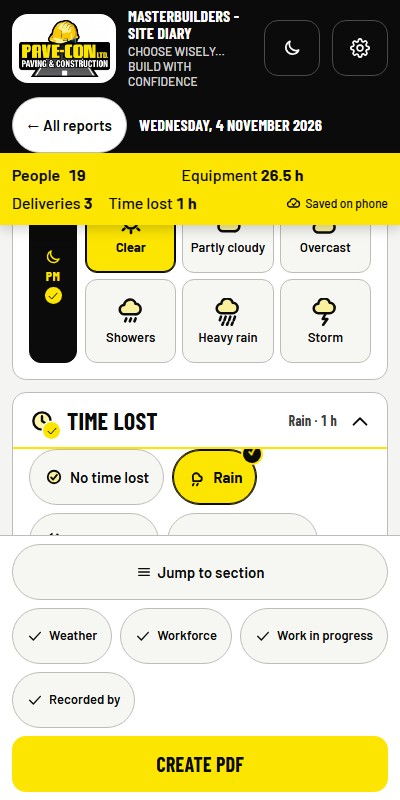 PAVE-CON LTD.
PAVING & CONSTRUCTION
MASTERBUILDERS -
SITE DIARY
CHOOSE WISELY...
BUILD WITH
CONFIDENCE
← All reports
WEDNESDAY, 4 NOVEMBER 2026
People 19 Equipment 26.5 h
Deliveries 3 Time lost 1 h Saved on phone
PM
Clear Partly cloudy Overcast
Showers Heavy rain Storm
TIME LOST Rain · 1 h
No time lost Rain
Jump to section
Weather Workforce Work in progress
Recorded by
CREATE PDF